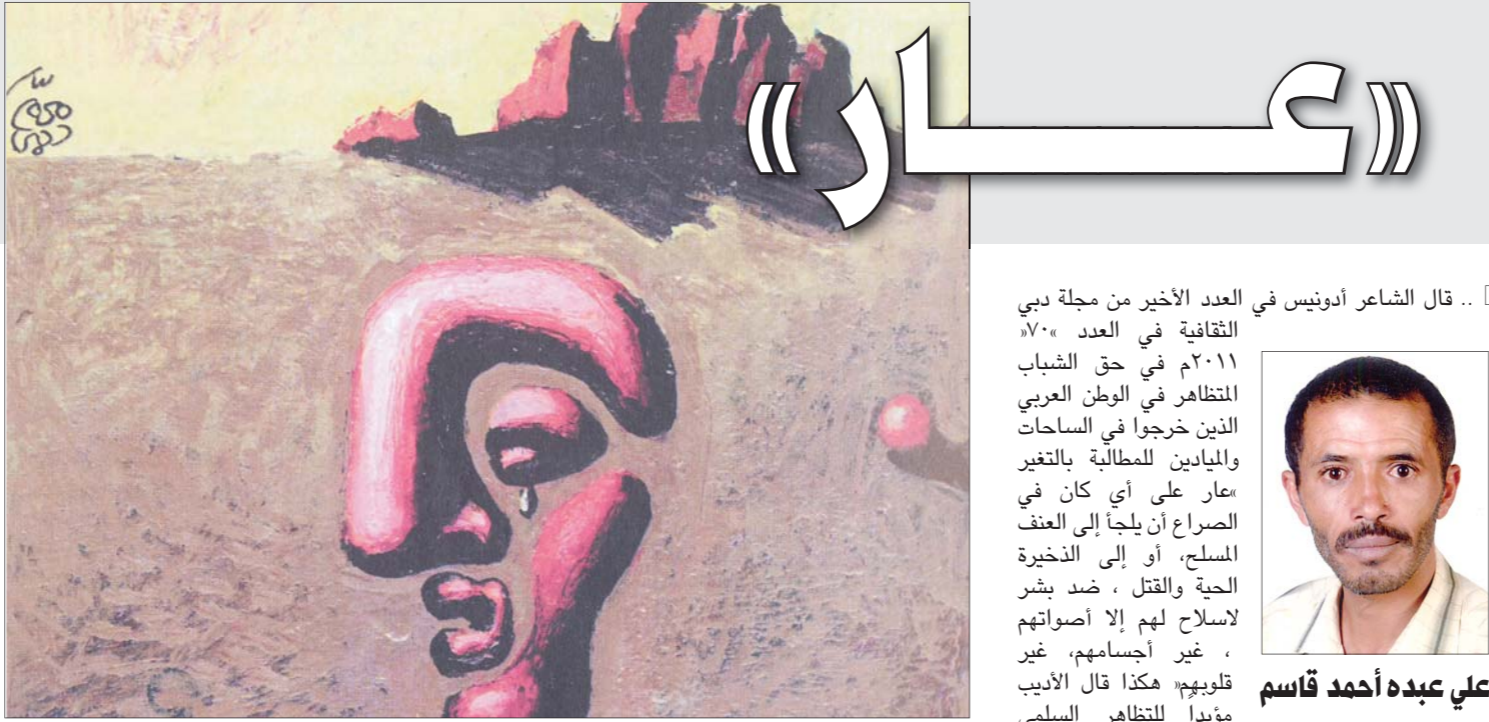 «عـــــار»
.. قال الشاعر أدونيس في العدد الأخير من مجلة دبي
الثقافية في العدد »٧٠«
٢٠١١م في حق الشباب
المتظاهر في الوطن العربي
الذين خرجوا في الساحات
والميادين للمطالبة بالتغير
»عار على أي كان في
الصراع أن يلجأ إلى العنف
المسلح، أو إلى الذخيرة
الحية والقتل ، ضد بشر
لاسلاح لهم إلا أصواتهم
، غير أجسامهم، غير
قلوبهم« هكذا قال الأديب
مؤيداً للتظاهر السلمي
علي عبده أحمد قاسم